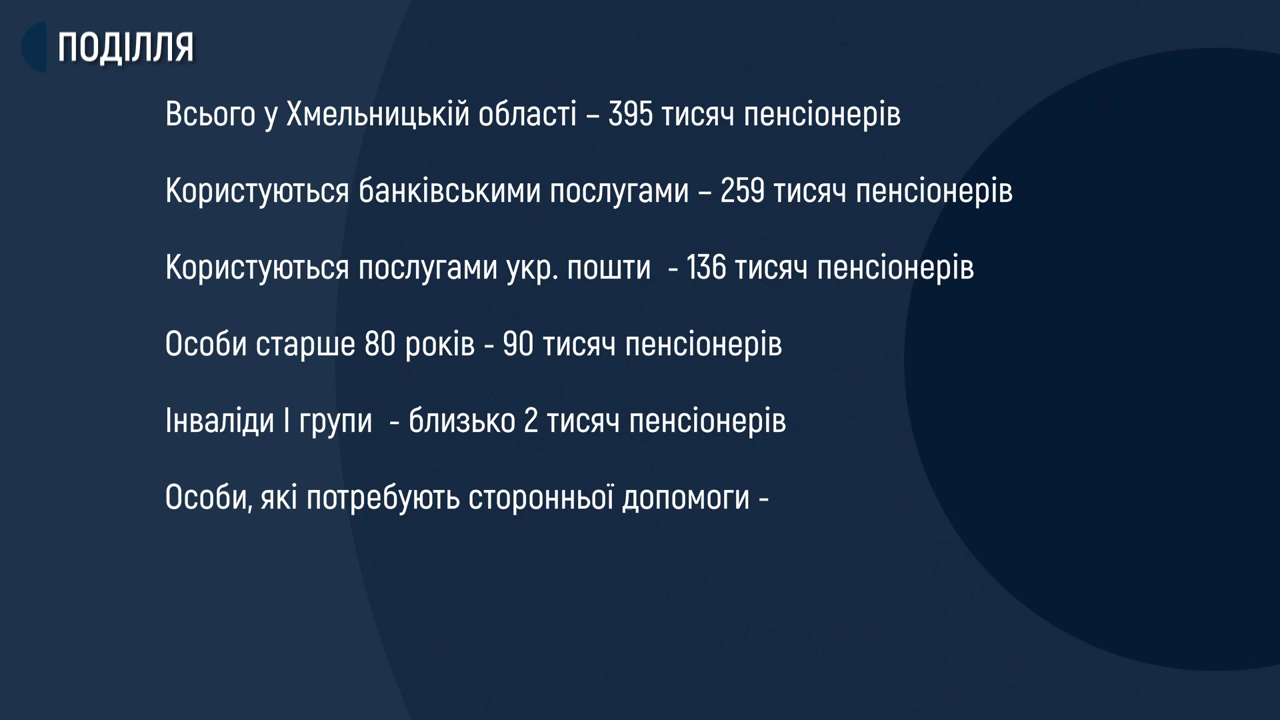 ПОДІЛЛЯ
Всього у Хмельницькій області – 395 тисяч пенсіонерів
Користуються банківськими послугами – 259 тисяч пенсіонерів
Користуються послугами укр. пошти  - 136 тисяч пенсіонерів
Особи старше 80 років - 90 тисяч пенсіонерів
Інваліди І групи  - близько 2 тисяч пенсіонерів
Особи, які потребують сторонньої допомоги -